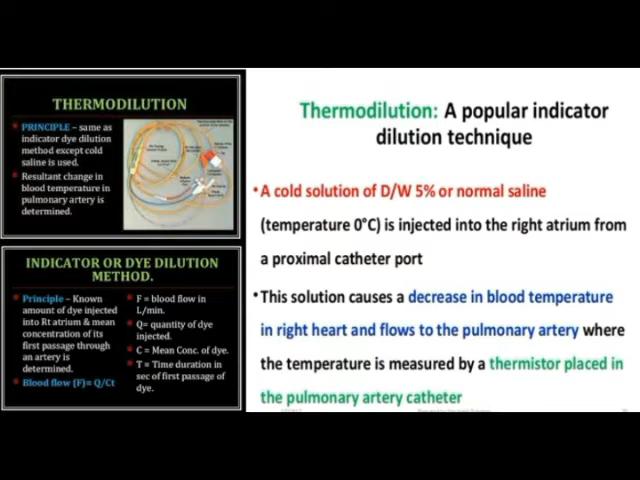 THERMODILUTION
PRINCIPLE – same as
indicator dye dilution
method except cold
saline is used.
Resultant change in
blood temperature in
pulmonary artery is
determined.
INDICATOR OR DYE DILUTION
METHOD.
Principle – Known
amount of dye injected
into Rt atrium & mean
concentration of its
first passage through
an artery is
determined.
Blood flow (F)= Q/Ct
F = blood flow in
L/min.
Q= quantity of dye
injected.
C = Mean Conc. of dye.
T = Time duration in
sec of first passage of
dye.
Thermodilution: A popular indicator
dilution technique
•A cold solution of D/W 5% or normal saline
(temperature 0°C) is injected into the right atrium from
a proximal catheter port
•This solution causes a decrease in blood temperature
in right heart and flows to the pulmonary artery where
the temperature is measured by a thermistor placed in
the pulmonary artery catheter